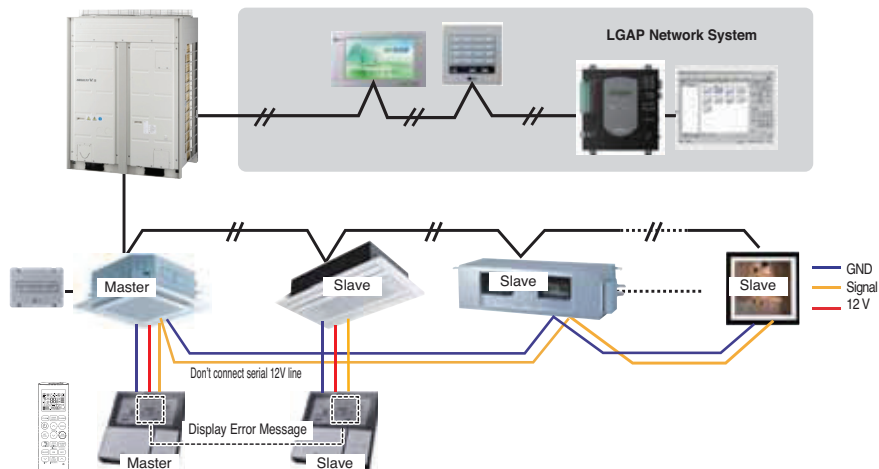 LGAP Network System
Master
Slave
Slave
Slave
GND
Signal
12 V
Don't connect serial 12V line
Display Error Message
Master
Slave